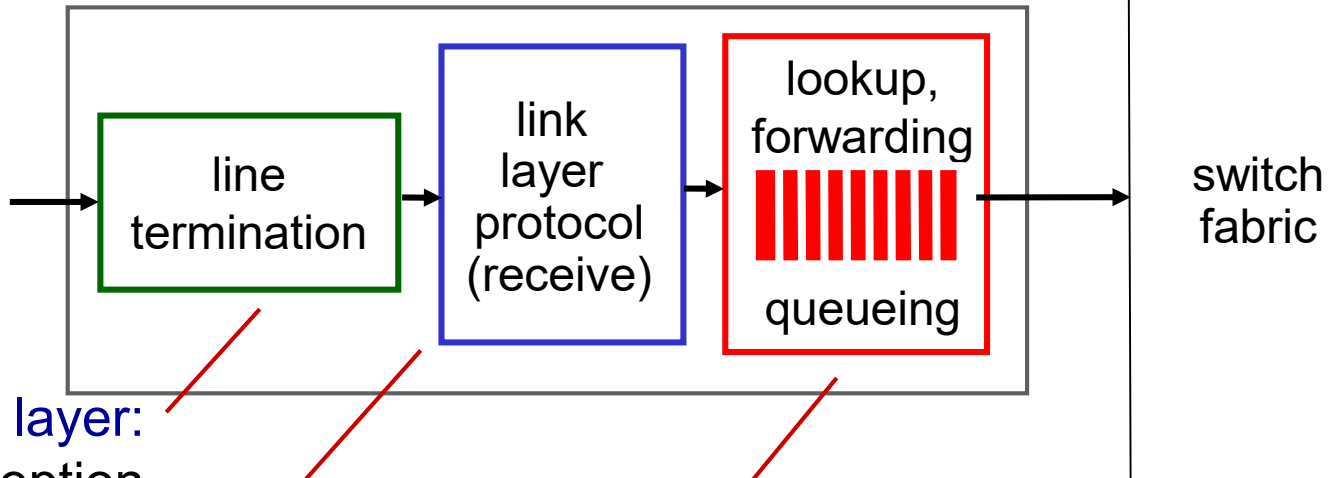 line
termination
link
layer
protocol
(receive)
lookup,
forwarding
queueing
switch
fabric
layer: